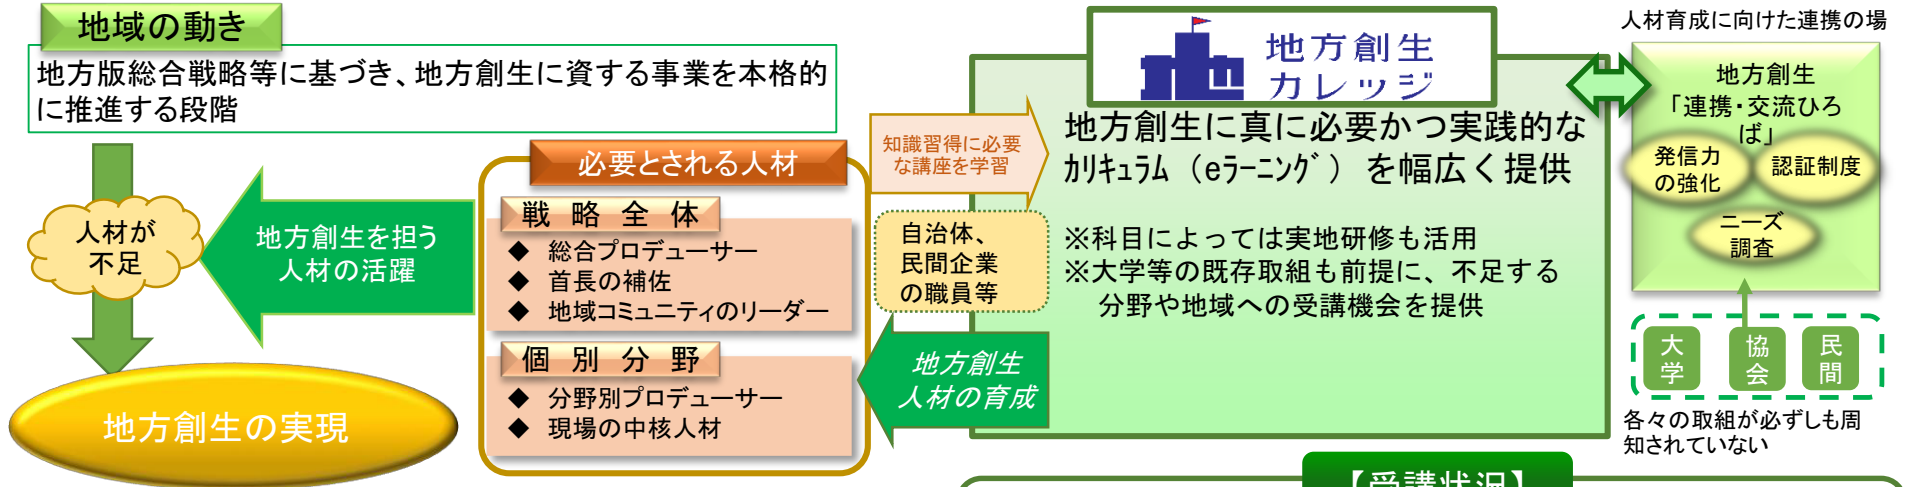 地域の動き
地方版総合戦略等に基づき、地方創生に資する事業を本格的
に推進する段階
人材が
不足
地方創生の実現
地方創生を担う
人材の活躍
必要とされる人材
戦略全体
◆ 総合プロデューサー
◆ 首長の補佐
◆ 地域コミュニティのリーダー
個別分野
◆ 分野別プロデューサー
◆ 現場の中核人材
知識習得に必要
な講座を学習
自治体、
民間企業
の職員等
地方創生
人材の育成
地方創生
カレッジ
地方創生に真に必要かつ実践的な
ｶﾘｷｭﾗﾑ（eﾗｰﾆﾝｸﾞ）を幅広く提供
※科目によっては実地研修も活用
※大学等の既存取組も前提に、不足する
分野や地域への受講機会を提供
人材育成に向けた連携の場
地方創生
「連携・交流ひろ
ば」
発信力
の強化
認証制度
ニーズ
調査
大学
協会
民間
各々の取組が必ずしも周
知されていない
【受講状況】